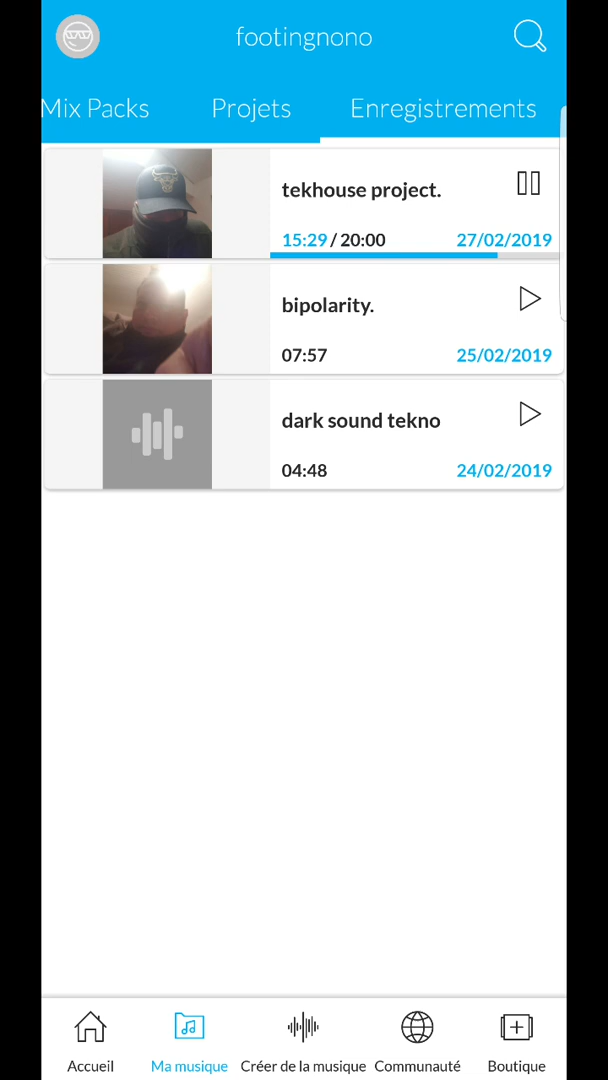 footingnono
Mix Packs Projets Enregistrements
tekhouse project.
15:29 / 20:00 27/02/2019
bipolarity.
07:57 25/02/2019
dark sound tekno
04:48 24/02/2019
Accueil Ma musique Créer de la musique Communauté Boutique